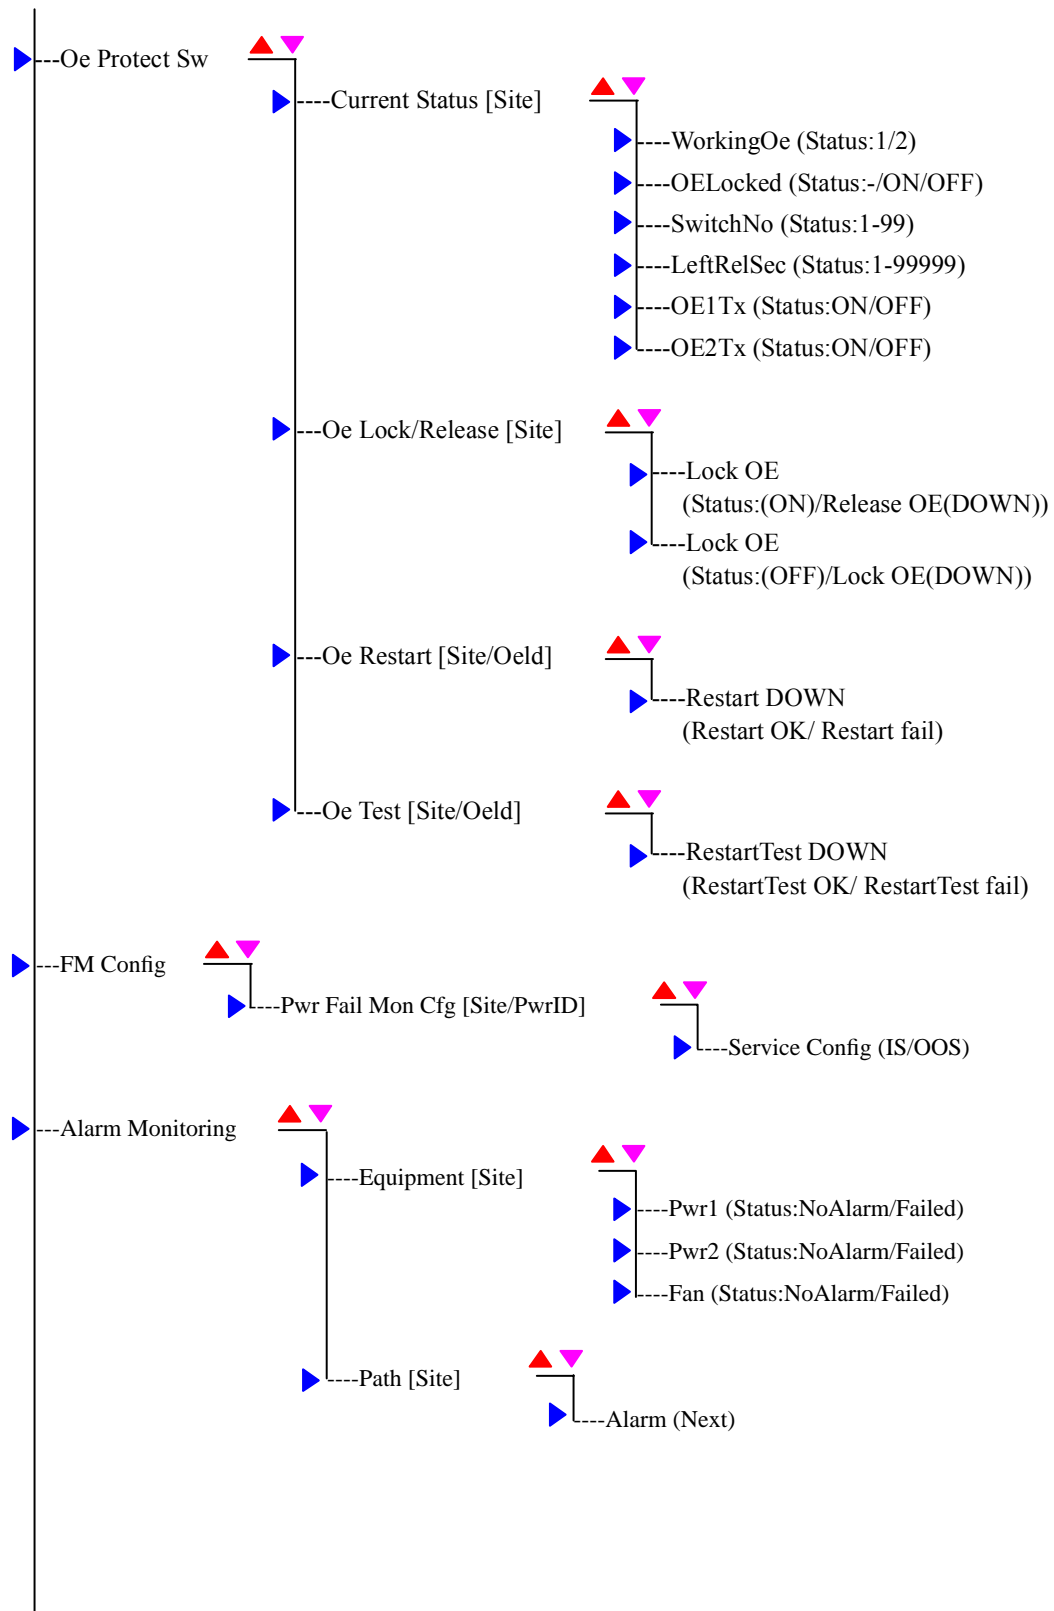 Oe Protect Sw
Current Status [Site]
WorkingOe (Status:1/2)
OELocked (Status:-/ON/OFF)
SwitchNo (Status:1-99)
LeftRelSec (Status:1-99999)
OE1Tx (Status:ON/OFF)
OE2Tx (Status:ON/OFF)
Oe Lock/Release [Site]
Lock OE
(Status:(ON)/Release OE(DOWN))
Lock OE
(Status:(OFF)/Lock OE(DOWN))
Oe Restart [Site/Oeld]
Restart DOWN
(Restart OK/ Restart fail)
Oe Test [Site/Oeld]
RestartTest DOWN
(RestartTest OK/ RestartTest fail)
FM Config
Pwr Fail Mon Cfg [Site/PwrID]
Service Config (IS/OOS)
Alarm Monitoring
Equipment [Site]
Pwr1 (Status:NoAlarm/Failed)
Pwr2 (Status:NoAlarm/Failed)
Fan (Status:NoAlarm/Failed)
Path [Site]
Alarm (Next)